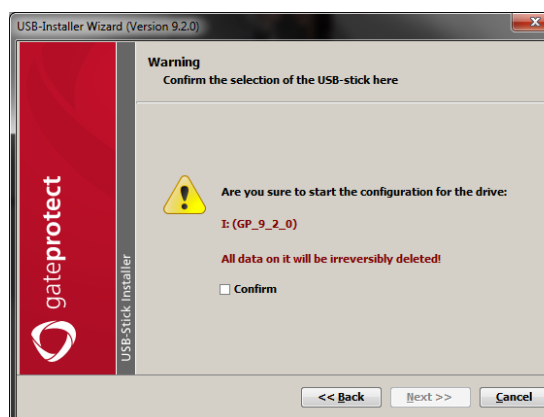 USB-Installer Wizard (Version 9.2.0)
Warning
Confirm the selection of the USB-stick here
Are you sure to start the configuration for the drive:
I: (GP_9_2_0)
All data on it will be irreversibly deleted!
Confirm
gateprotect
USB-Stick Installer
<< Back
Next >>
Cancel